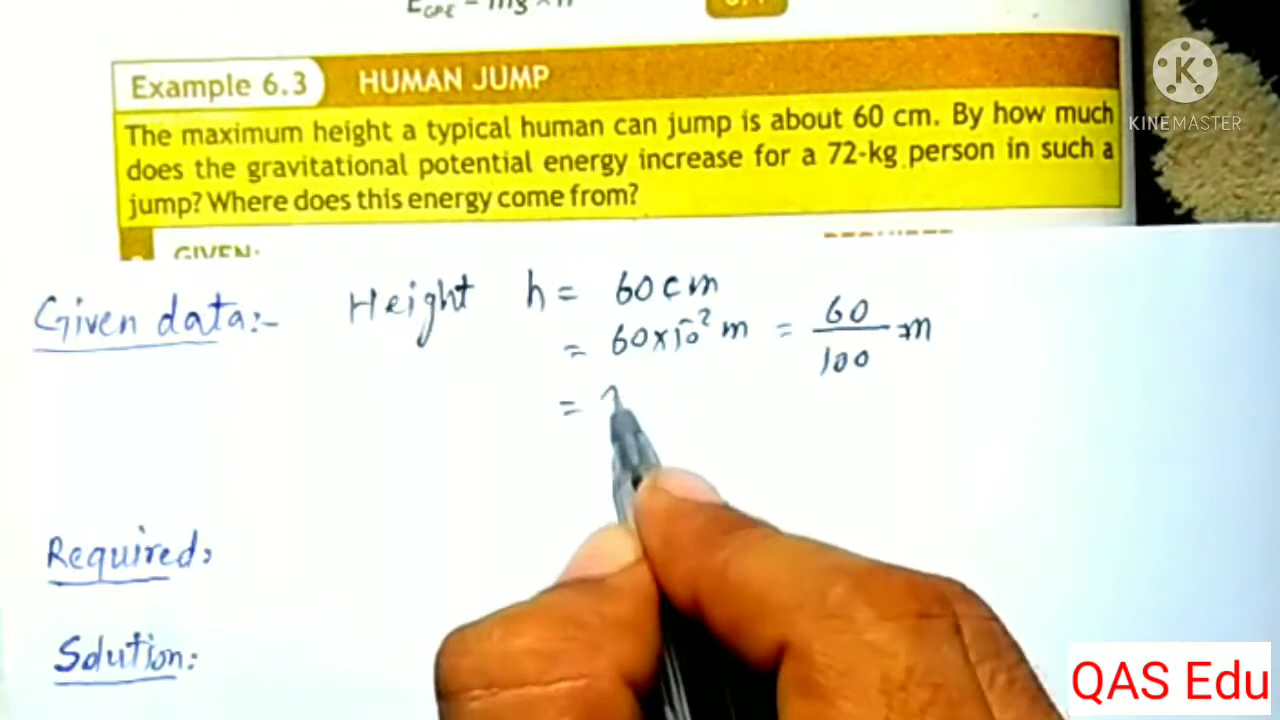 Example 6.3 HUMAN JUMP
The maximum height a typical human can jump is about 60 cm. By how much
does the gravitational potential energy increase for a 72-kg person in such a
jump? Where does this energy come from?
GIVEN:
K
KINEMASTER
Given data:- Height h = 60 cm
= 60 x 10⁻² m = 60/100 m
=
Required:
Solution:
QAS Edu